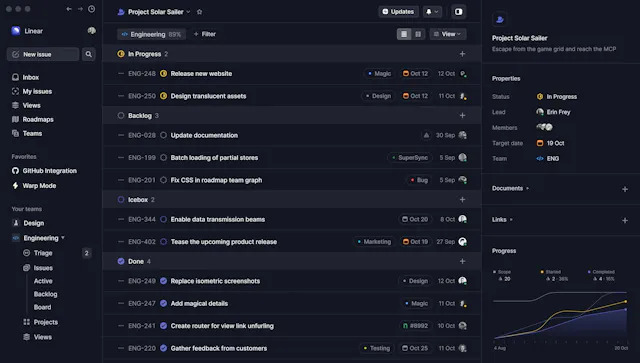 Linear
New issue
Inbox
My issues
Views
Roadmaps
Teams
Favorites
GitHub Integration
Warp Mode
Your teams
Design
Engineering
Triage 2
Issues
Active
Backlog
Board
Projects
Views
Project Solar Sailer
Updates
Engineering 89%
Filter
View
In Progress 2
ENG-248 Release new website Magic Oct 12 12 Oct
ENG-250 Design translucent assets Design Oct 12 11 Oct
Backlog 3
ENG-028 Update documentation 30 Sep
ENG-199 Batch loading of partial stores SuperSync 5 Sep
ENG-201 Fix CSS in roadmap team graph Bug 5 Sep
Icebox 2
ENG-344 Enable data transmission beams Oct 20 8 Oct
ENG-402 Tease the upcoming product release Marketing Oct 19 27 Sep
Done 4
ENG-249 Replace isometric screenshots Design 12 Oct
ENG-247 Add magical details Magic 11 Oct
ENG-241 Create router for view link unfurling #8992 10 Oct
ENG-220 Gather feedback from customers Testing Oct 25 11 Oct
Project Solar Sailer
Escape from the game grid and reach the MCP
Properties
Status In Progress
Lead Erin Frey
Members
Target date 19 Oct
Team ENG
Documents
Links
Progress
Scope Started Completed
20 2 · 36% 4 · 16%
4 Aug 20 Oct